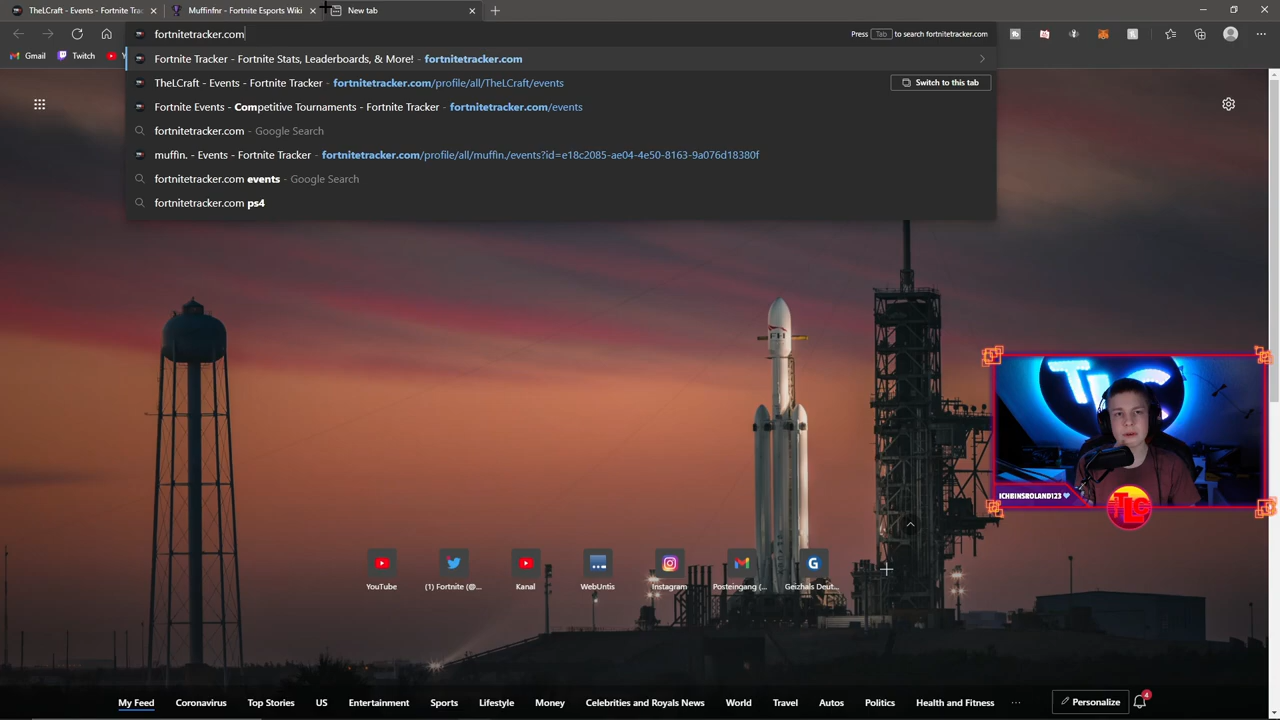 TheLCraft - Events - Fortnite Trac
Muffinfnr - Fortnite Esports Wiki
New tab
fortnitetracker.com
Press Tab to search fortnitetracker.com
Gmail
Twitch
Fortnite Tracker - Fortnite Stats, Leaderboards, & More! fortnitetracker.com
TheLCraft - Events - Fortnite Tracker - fortnitetracker.com/profile/all/TheLCraft/events
Switch to this tab
Fortnite Events - Competitive Tournaments - Fortnite Tracker - fortnitetracker.com/events
fortnitetracker.com - Google Search
muffin. - Events - Fortnite Tracker - fortnitetracker.com/profile/all/muffin./events?id=e18c2085-ae04-4e50-8163-9a076d18380f
fortnitetracker.com events - Google Search
fortnitetracker.com ps4
TLC
ICHBINSROLAND123
TLC
YouTube
(1) Fortnite (@...
Kanal
WebUntis
Instagram
Posteingang (...
Geizhals Deut...
My Feed
Coronavirus
Top Stories
US
Entertainment
Sports
Lifestyle
Money
Celebrities and Royals News
World
Travel
Autos
Politics
Health and Fitness
...
Personalize
4